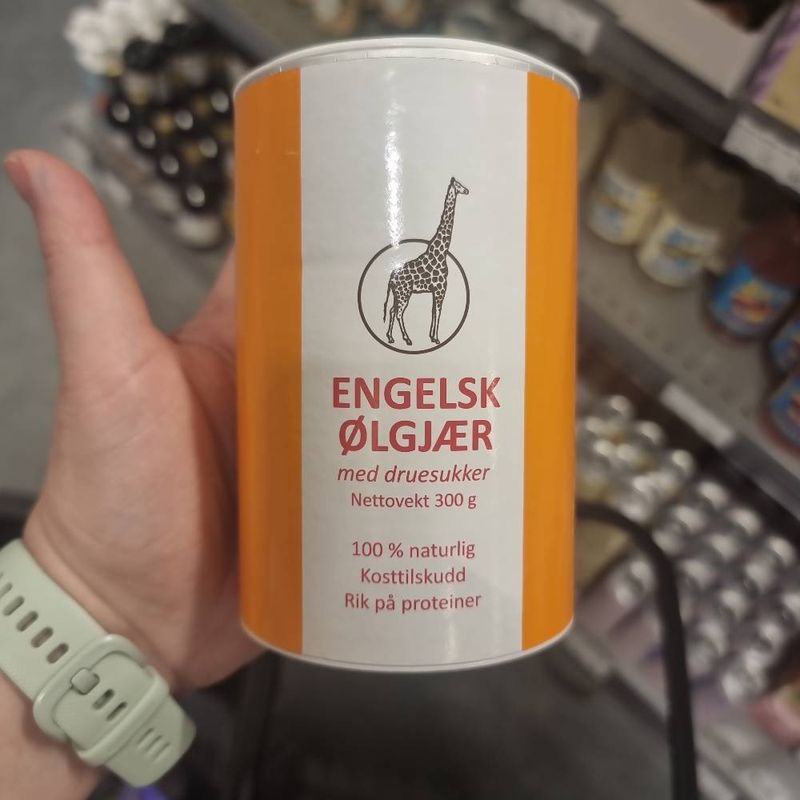 ENGELSK
ØLGJÆR
med druesukker
Nettovekt 300 g
100 % naturlig
Kosttilskudd
Rik på proteiner